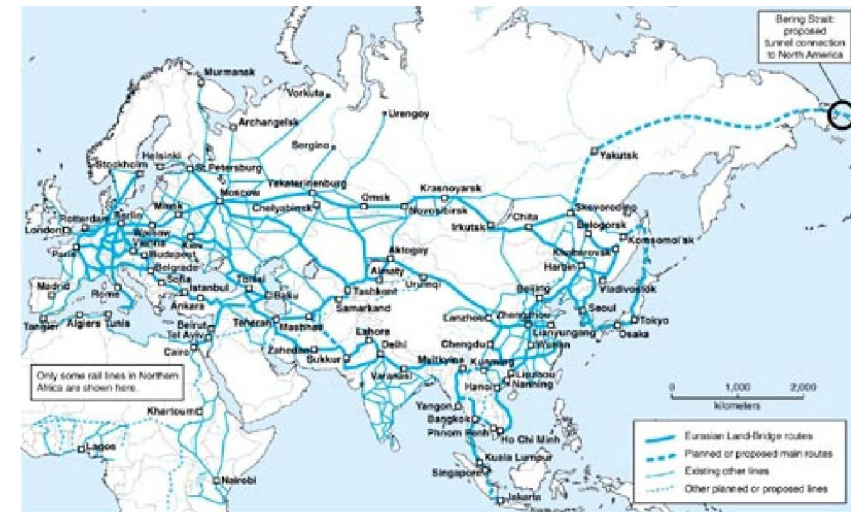 Bering Strait:
proposed
tunnel connection
to North America
Murmansk
Vorkuta
Urengoy
Archangelsk
Sergino
Yakutsk
Helsinki
Stockholm
St.Petersburg
Yekaterinenburg
Krasnoyarsk
Moscow
Omsk
Skovorodino
Minsk
Chelyabinsk
Novosibirsk
Chita
Rotterdam
Berlin
Irkutsk
Belogorsk
London
Warsaw
Komsomol'sk
Paris
Vienna
Kiev
Aktogay
Khabarovsk
Budapest
Harbin
Belgrade
Almaty
Urumqi
Madrid
Sofia
Tbilisi
Beijing
Vladivostok
Rome
Istanbul
Baku
Tashkent
Ankara
Samarkand
Seoul
Tangier
Algiers
Tunis
Lanzhou
Zhengzhou
Tokyo
Beirut
Teheran
Mashhad
Lahore
Lianyungang
Osaka
Tel Aviv
Chengdu
Wuhan
Cairo
Zahedan
Delhi
Sukkur
Myitkyina
Kunming
Only some rail lines in Northern
Africa are shown here.
Varanasi
Liuzhou
Hanoi
Nanning
0 1,000 2,000
kilometers
Khartoum
Yangon
Bangkok
Phnom Penh
Ho Chi Minh
Lagos
Eurasian Land-Bridge routes
Planned or proposed main routes
Kuala Lumpur
Existing other lines
Singapore
Nairobi
Other planned or proposed lines
Jakarta